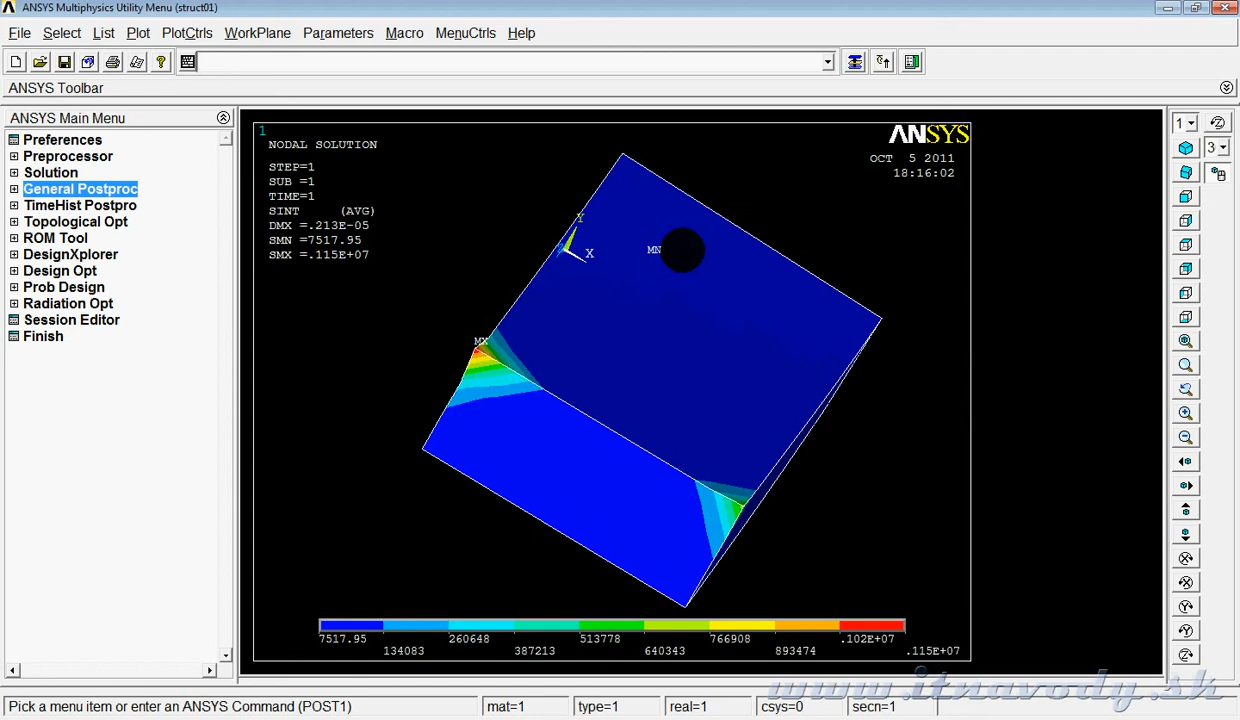 ANSYS Multiphysics Utility Menu (struct01)
File Select List Plot PlotCtrls WorkPlane Parameters Macro MenuCtrls Help
ANSYS Toolbar
ANSYS Main Menu
Preferences
Preprocessor
Solution
General Postproc
TimeHist Postpro
Topological Opt
ROM Tool
DesignXplorer
Design Opt
Prob Design
Radiation Opt
Session Editor
Finish
1
NODAL SOLUTION
STEP=1
SUB =1
TIME=1
SINT (AVG)
DMX =.213E-05
SMN =7517.95
SMX =.115E+07
ANSYS
OCT 5 2011
18:16:02
Y
X
MN
MX
7517.95 260648 513778 766908 .102E+07
134083 387213 640343 893474 .115E+07
1
3
www.itnavody.sk
Pick a menu item or enter an ANSYS Command (POST1) mat=1 type=1 real=1 csys=0 secn=1